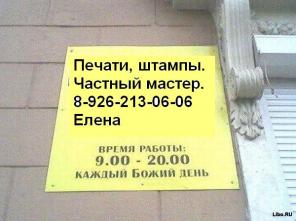 Печати, штампы.
Частный мастер.
8-926-213-06-06
Елена
ВРЕМЯ РАБОТЫ:
9.00 - 20.00
КАЖДЫЙ БОЖИЙ ДЕНЬ
Libo.RU